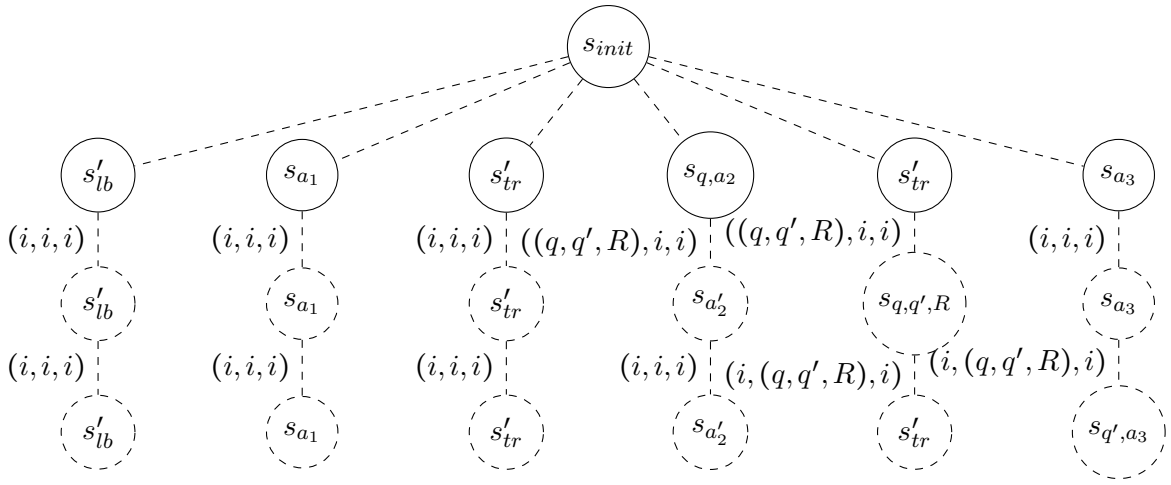 s_{init}
s'_{lb} s_{a_1} s'_{tr} s_{q,a_2} s'_{tr} s_{a_3}
(i, i, i) (i, i, i) (i, i, i) ((q, q', R), i, i) ((q, q', R), i, i) (i, i, i)
s'_{lb} s_{a_1} s'_{tr} s_{a'_2} s_{q,q',R} s_{a_3}
(i, i, i) (i, i, i) (i, i, i) (i, i, i) (i, (q, q', R), i) (i, (q, q', R), i)
s'_{lb} s_{a_1} s'_{tr} s_{a'_2} s'_{tr} s_{q',a_3}